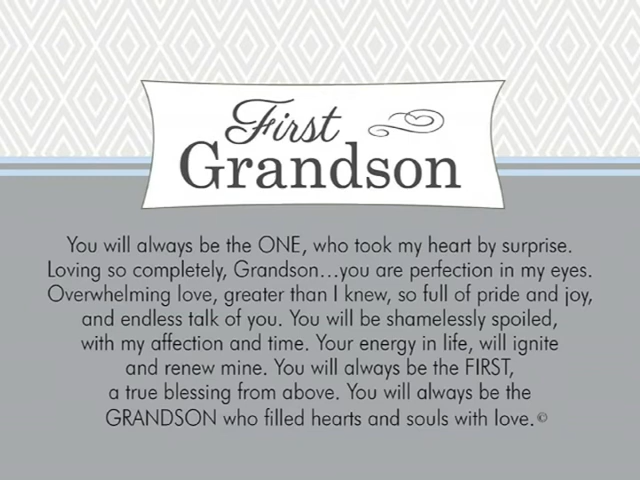 First
Grandson
You will always be the ONE, who took my heart by surprise.
Loving so completely, Grandson...you are perfection in my eyes.
Overwhelming love, greater than I knew, so full of pride and joy,
and endless talk of you. You will be shamelessly spoiled,
with my affection and time. Your energy in life, will ignite
and renew mine. You will always be the FIRST,
a true blessing from above. You will always be the
GRANDSON who filled hearts and souls with love.©